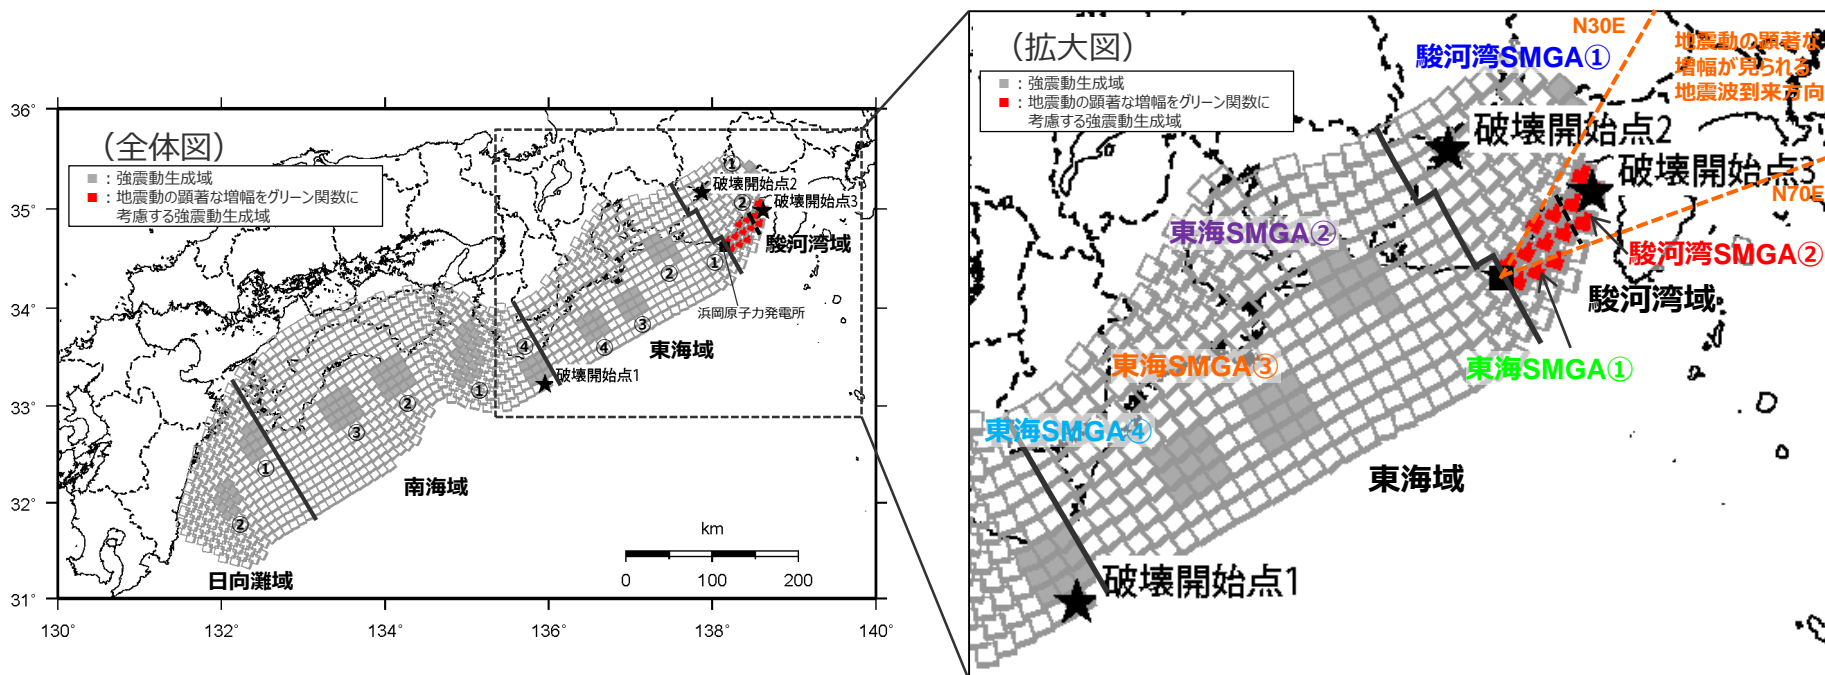 （全体図）
■：強震動生成域
■：地震動の顕著な増幅をグリーン関数に
考慮する強震動生成域
36°
35°
34°
33°
32°
31°
130°
132°
134°
136°
138°
140°
①
破壊開始点2
②
破壊開始点3
駿河湾域
①
②
浜岡原子力発電所
③
④
東海域
④
破壊開始点1
①
②
③
①
南海域
②
日向灘域
km
0
100
200
（拡大図）
■：強震動生成域
■：地震動の顕著な増幅をグリーン関数に
考慮する強震動生成域
N30E
地震動の顕著な
増幅が見られる
地震波到来方向
駿河湾SMGA①
破壊開始点2
破壊開始点3
N70E
東海SMGA②
駿河湾SMGA②
駿河湾域
東海SMGA③
東海SMGA①
東海SMGA④
東海域
破壊開始点1